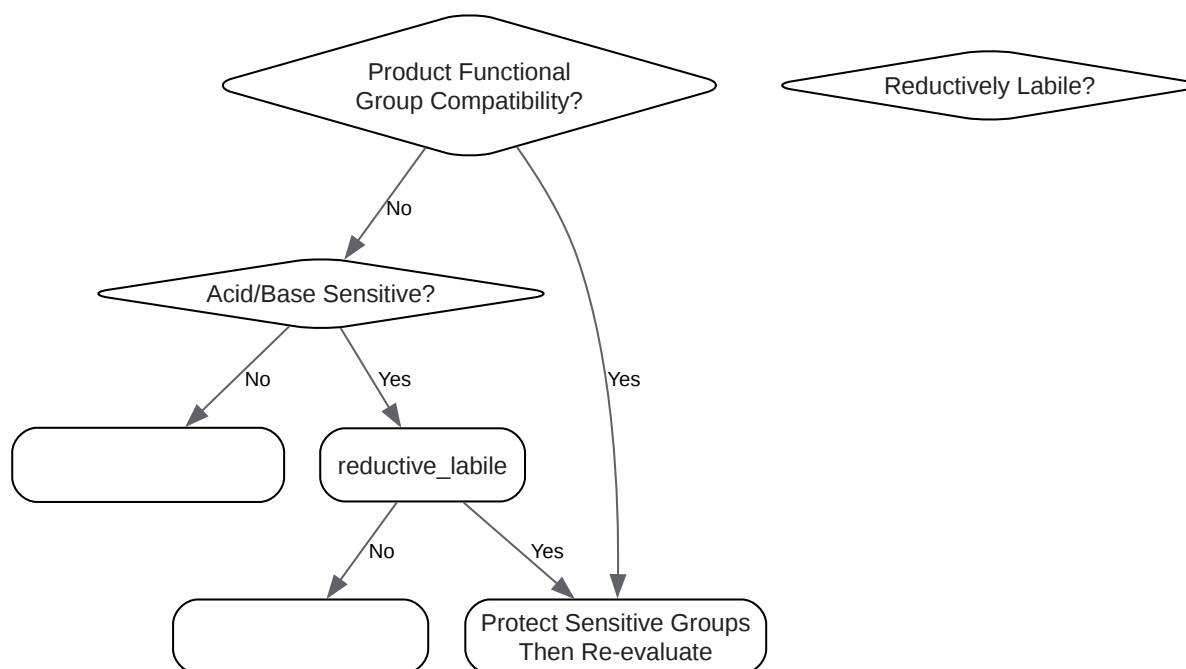 Product Functional
Group Compatibility?
Reductively Labile?
No
Acid/Base Sensitive?
No
Yes
Yes
reductive_labile
No
Yes
Protect Sensitive Groups
Then Re-evaluate